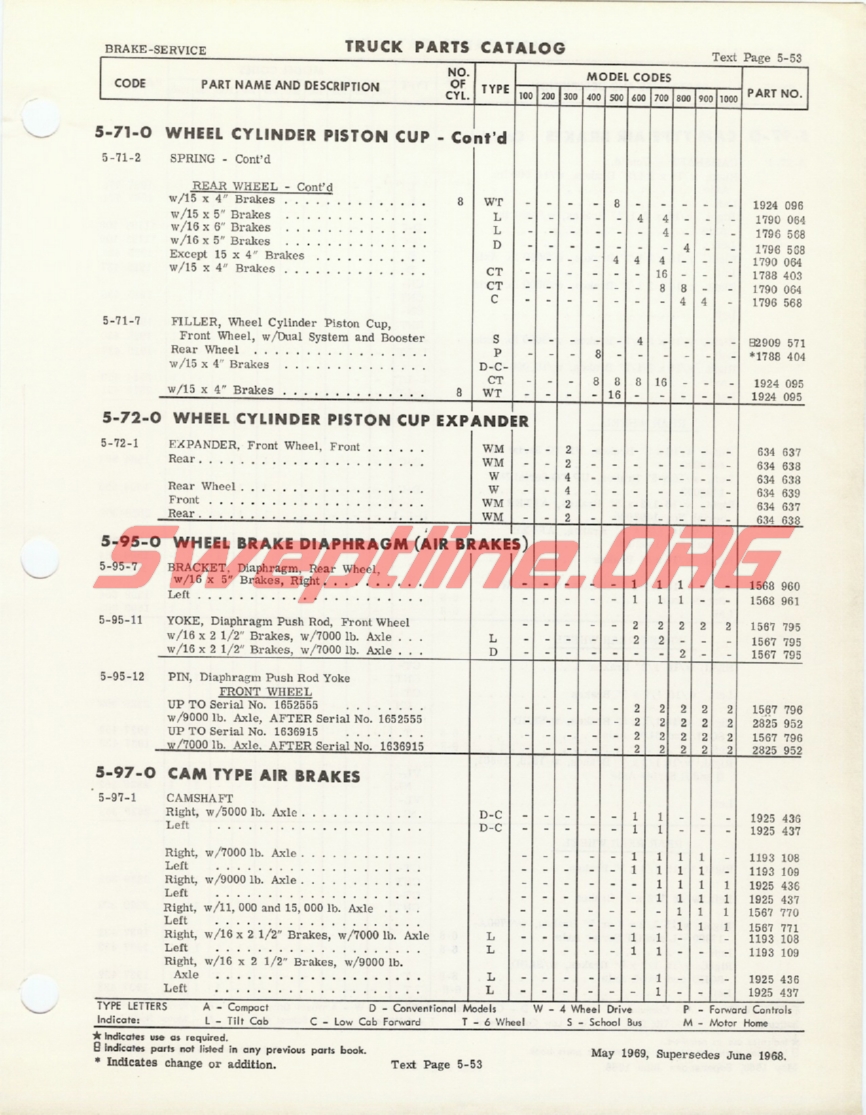 BRAKE-SERVICE TRUCK PARTS CATALOG Text Page 5-53
CODE PART NAME AND DESCRIPTION NO. OF CYL. TYPE MODEL CODES PART NO.
100 200 300 400 500 600 700 800 900 1000
5-71-0 WHEEL CYLINDER PISTON CUP - Cont'd
5-71-2 SPRING - Cont'd
REAR WHEEL - Cont'd
w/15 x 4" Brakes . . . . . . . . . . . . . . 8 WT - - - - 8 - - - - - 1924 096
w/15 x 5" Brakes . . . . . . . . . . . . . . L - - - - - 4 4 - - - 1790 064
w/16 x 6" Brakes . . . . . . . . . . . . . . L - - - - - - 4 - - - 1796 568
w/16 x 5" Brakes . . . . . . . . . . . . . . D - - - - - - - 4 - - 1796 568
Except 15 x 4" Brakes . . . . . . . . . . . - - - - 4 4 4 - - - 1790 064
w/15 x 4" Brakes . . . . . . . . . . . . . . CT - - - - - - 16 - - - 1788 403
CT - - - - - - 8 8 - - 1790 064
C - - - - - - - 4 4 - 1796 568
5-71-7 FILLER, Wheel Cylinder Piston Cup,
Front Wheel, w/Dual System and Booster S - - - - - 4 - - - - 82909 571
Rear Wheel . . . . . . . . . . . . . . . . . P - - - 8 - - - - - - *1788 404
w/15 x 4" Brakes . . . . . . . . . . . . . . D-C-
CT - - - 8 8 8 16 - - - 1924 095
w/15 x 4" Brakes . . . . . . . . . . . . . . 8 WT - - - - 16 - - - - - 1924 095
5-72-0 WHEEL CYLINDER PISTON CUP EXPANDER
5-72-1 EXPANDER, Front Wheel, Front . . . . . . WM - - 2 - - - - - - - 634 637
Rear . . . . . . . . . . . . . . . . . . . . WM - - 2 - - - - - - - 634 638
W - - 4 - - - - - - - 634 638
Rear Wheel . . . . . . . . . . . . . . . . . W - - 4 - - - - - - - 634 639
Front . . . . . . . . . . . . . . . . . . . WM - - 2 - - - - - - - 634 637
Rear . . . . . . . . . . . . . . . . . . . . WM - - 2 - - - - - - - 634 638
Swaptline.ORG
5-95-0 WHEEL BRAKE DIAPHRAGM (AIR BRAKES)
5-95-7 BRACKET, Diaphragm, Rear Wheel,
w/16 x 5" Brakes, Right . . . . . . . . . . - - - - - 1 1 1 - - 1568 960
Left . . . . . . . . . . . . . . . . . . . . - - - - - 1 1 1 - - 1568 961
5-95-11 YOKE, Diaphragm Push Rod, Front Wheel - - - - - 2 2 2 2 2 1567 795
w/16 x 2 1/2" Brakes, w/7000 lb. Axle . . . L - - - - - 2 2 - - - 1567 795
w/16 x 2 1/2" Brakes, w/7000 lb. Axle . . . D - - - - - - - 2 - - 1567 795
5-95-12 PIN, Diaphragm Push Rod Yoke
FRONT WHEEL
UP TO Serial No. 1652555 . . . . . . . . - - - - - 2 2 2 2 2 1567 796
w/9000 lb. Axle, AFTER Serial No. 1652555 - - - - - 2 2 2 2 2 2825 952
UP TO Serial No. 1636915 . . . . . . . . - - - - - 2 2 2 2 2 1567 796
w/7000 lb. Axle, AFTER Serial No. 1636915 - - - - - 2 2 2 2 2 2825 952
5-97-0 CAM TYPE AIR BRAKES
5-97-1 CAMSHAFT
Right, w/5000 lb. Axle . . . . . . . . . . . . D-C - - - - - 1 1 - - - 1925 436
Left . . . . . . . . . . . . . . . . . . D-C - - - - - 1 1 - - - 1925 437
Right, w/7000 lb. Axle . . . . . . . . . . . . - - - - - 1 1 1 1 - 1193 108
Left . . . . . . . . . . . . . . . . . . - - - - - 1 1 1 1 - 1193 109
Right, w/9000 lb. Axle . . . . . . . . . . . . - - - - - - 1 1 1 1 1925 436
Left . . . . . . . . . . . . . . . . . . - - - - - - 1 1 1 1 1925 437
Right, w/11, 000 and 15, 000 lb. Axle . . . . - - - - - - - 1 1 1 1567 770
Left . . . . . . . . . . . . . . . . . . - - - - - - - 1 1 1 1567 771
Right, w/16 x 2 1/2" Brakes, w/7000 lb. Axle L - - - - - 1 1 - - - 1193 108
Left . . . . . . . . . . . . . . . . . . L - - - - - 1 1 - - - 1193 109
Right, w/16 x 2 1/2" Brakes, w/9000 lb.
Axle . . . . . . . . . . . . . . . . . . L - - - - - - 1 - - - 1925 436
Left . . . . . . . . . . . . . . . . . . L - - - - - - 1 - - - 1925 437
TYPE LETTERS A - Compact D - Conventional Models W - 4 Wheel Drive P - Forward Controls
Indicate: L - Tilt Cab C - Low Cab Forward T - 6 Wheel S - School Bus M - Motor Home
★ Indicates use as required.
8 Indicates parts not listed in any previous parts book.
* Indicates change or addition. Text Page 5-53 May 1969, Supersedes June 1968.